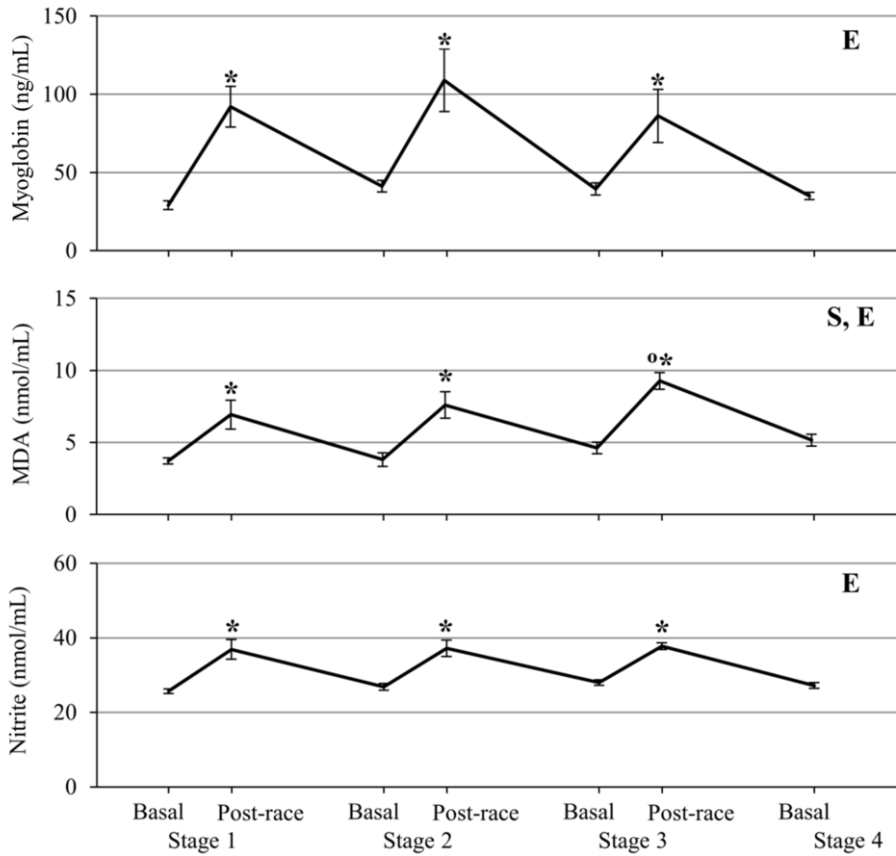 150
E
*
*
*
100
50
0
Myoglobin (ng/mL)
15
S, E
o*
*
*
10
5
0
MDA (nmol/mL)
60
E
*
*
*
40
20
0
Nitrite (nmol/mL)
Basal Post-race Basal Post-race Basal Post-race Basal
Stage 1 Stage 2 Stage 3 Stage 4